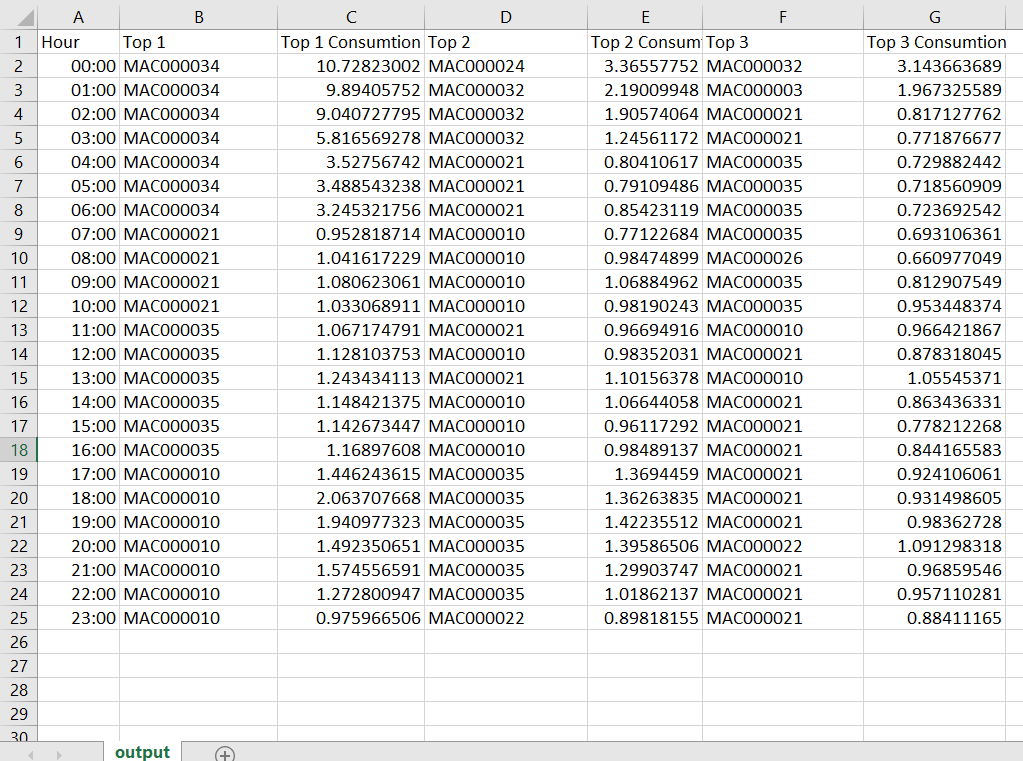 A B C D E F G
1 Hour Top 1 Top 1 Consumtion Top 2 Top 2 Consum Top 3 Top 3 Consumtion
2 00:00 MAC000034 10.72823002 MAC000024 3.36557752 MAC000032 3.143663689
3 01:00 MAC000034 9.89405752 MAC000032 2.19009948 MAC000003 1.967325589
4 02:00 MAC000034 9.040727795 MAC000032 1.90574064 MAC000021 0.817127762
5 03:00 MAC000034 5.816569278 MAC000032 1.24561172 MAC000021 0.771876677
6 04:00 MAC000034 3.52756742 MAC000021 0.80410617 MAC000035 0.729882442
7 05:00 MAC000034 3.488543238 MAC000021 0.79109486 MAC000035 0.718560909
8 06:00 MAC000034 3.245321756 MAC000021 0.85423119 MAC000035 0.723692542
9 07:00 MAC000021 0.952818714 MAC000010 0.77122684 MAC000035 0.693106361
10 08:00 MAC000021 1.041617229 MAC000010 0.98474899 MAC000026 0.660977049
11 09:00 MAC000021 1.080623061 MAC000010 1.06884962 MAC000035 0.812907549
12 10:00 MAC000021 1.033068911 MAC000010 0.98190243 MAC000035 0.953448374
13 11:00 MAC000035 1.067174791 MAC000021 0.96694916 MAC000010 0.966421867
14 12:00 MAC000035 1.128103753 MAC000010 0.98352031 MAC000021 0.878318045
15 13:00 MAC000035 1.243434113 MAC000021 1.10156378 MAC000010 1.05545371
16 14:00 MAC000035 1.148421375 MAC000010 1.06644058 MAC000021 0.863436331
17 15:00 MAC000035 1.142673447 MAC000010 0.96117292 MAC000021 0.778212268
18 16:00 MAC000035 1.16897608 MAC000010 0.98489137 MAC000021 0.844165583
19 17:00 MAC000010 1.446243615 MAC000035 1.3694459 MAC000021 0.924106061
20 18:00 MAC000010 2.063707668 MAC000035 1.36263835 MAC000021 0.931498605
21 19:00 MAC000010 1.940977323 MAC000035 1.42235512 MAC000021 0.98362728
22 20:00 MAC000010 1.492350651 MAC000035 1.39586506 MAC000022 1.091298318
23 21:00 MAC000010 1.574556591 MAC000035 1.29903747 MAC000021 0.96859546
24 22:00 MAC000010 1.272800947 MAC000035 1.01862137 MAC000021 0.957110281
25 23:00 MAC000010 0.975966506 MAC000022 0.89818155 MAC000021 0.88411165
26
27
28
29
30
output